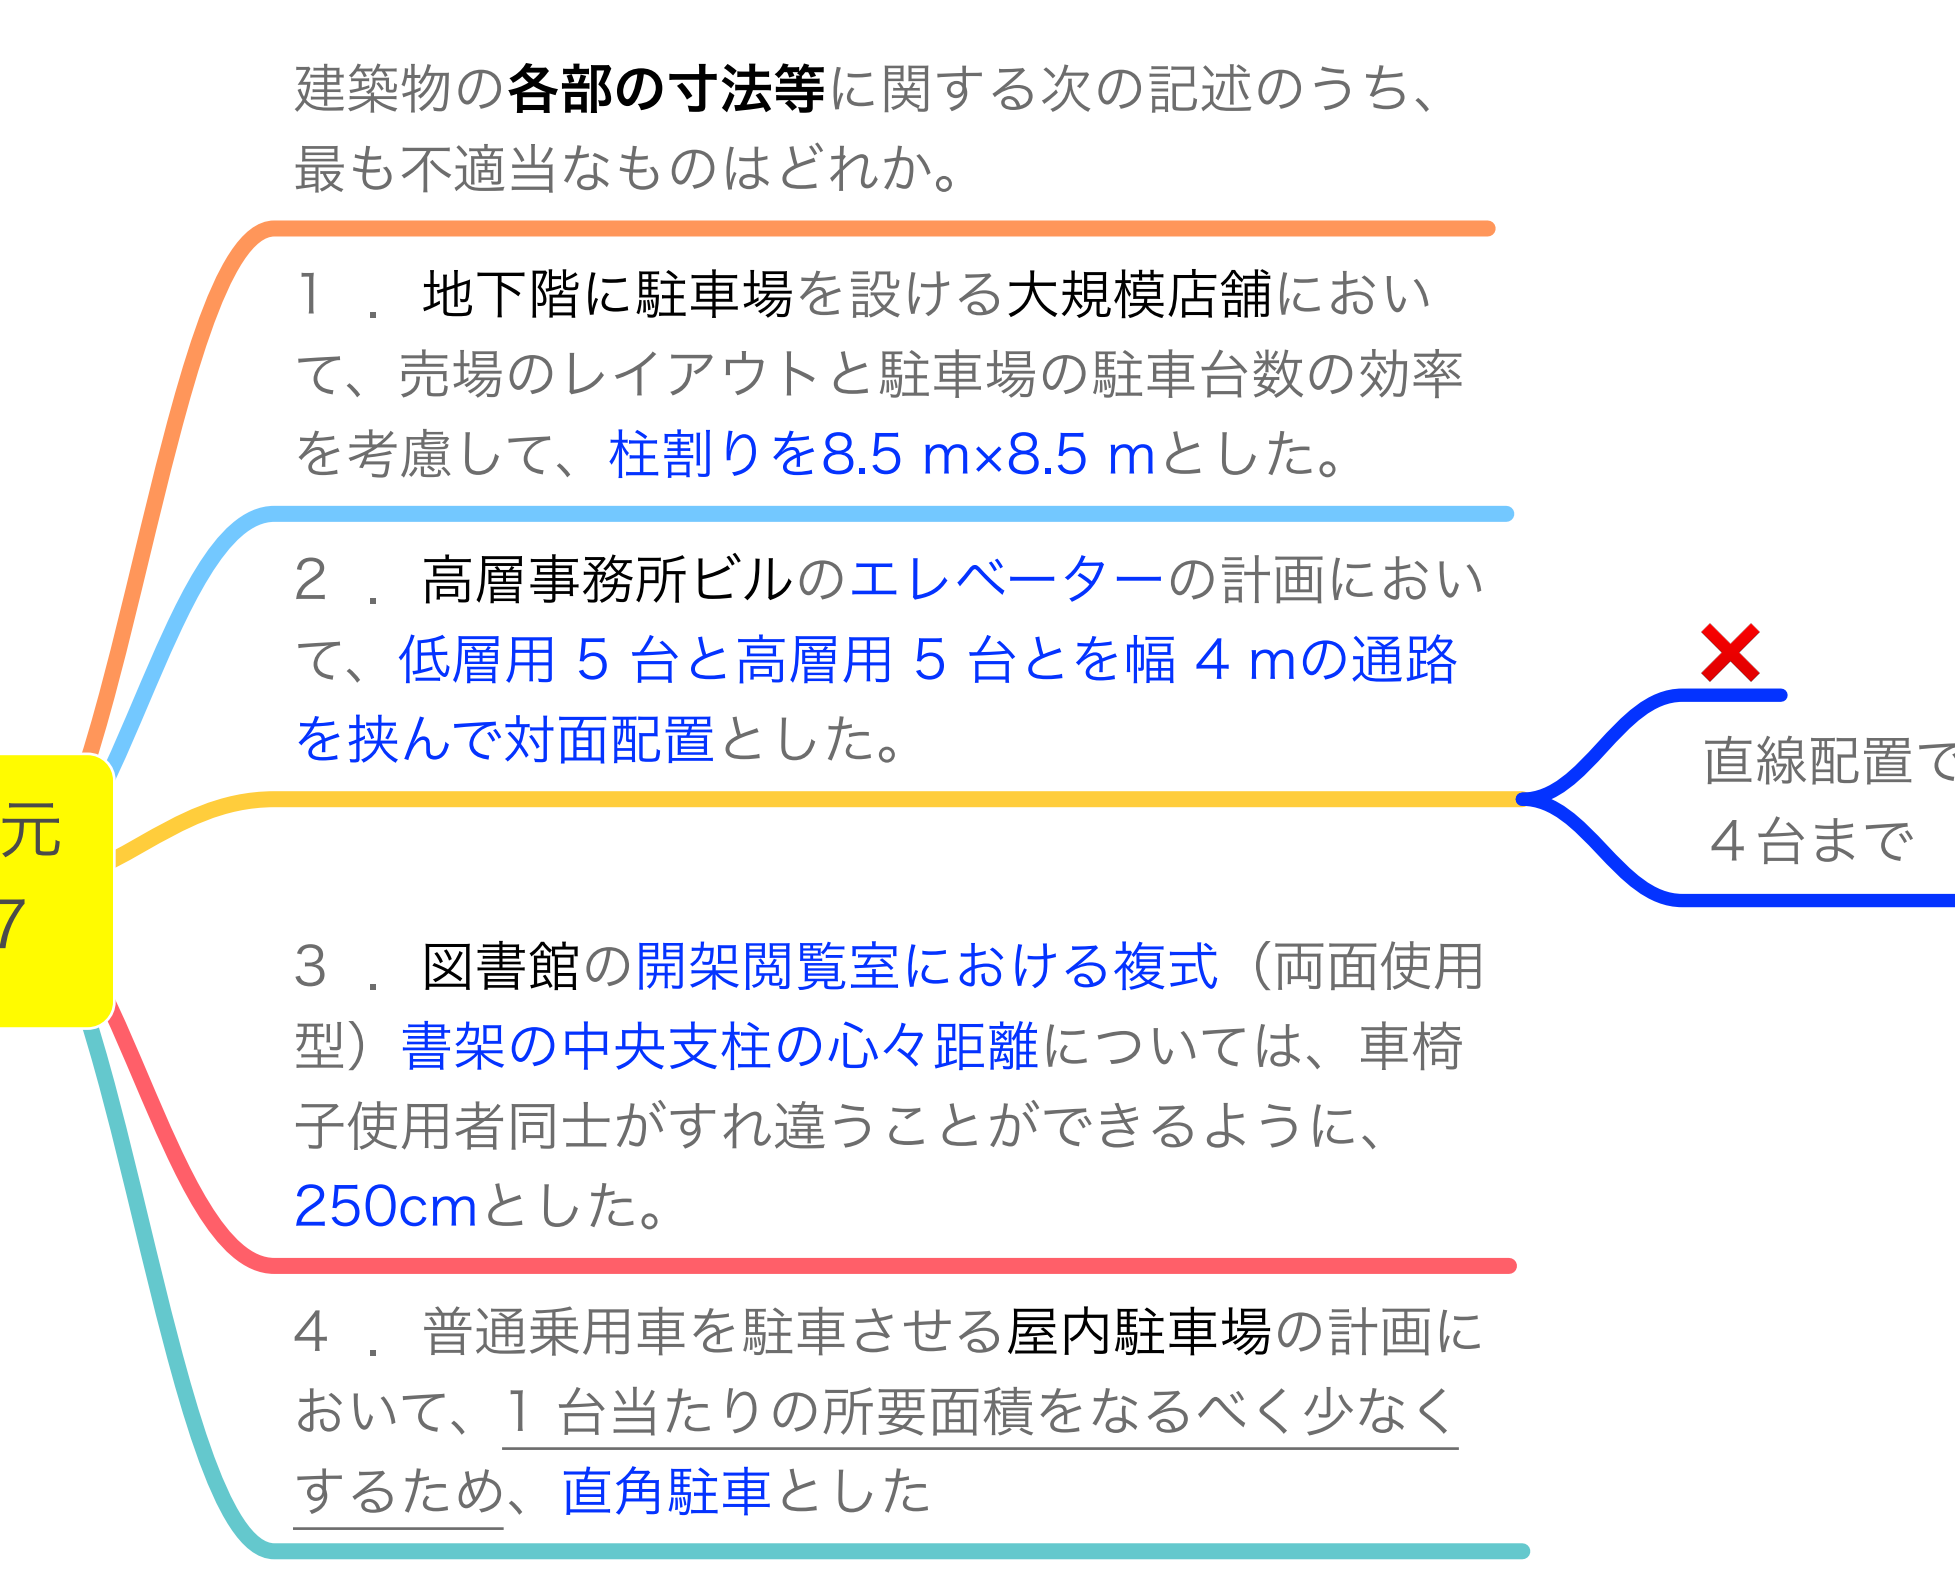 建築物の各部の寸法等に関する次の記述のうち、
最も不適当なものはどれか。
1 ．地下階に駐車場を設ける大規模店舗におい
て、売場のレイアウトと駐車場の駐車台数の効率
を考慮して、柱割りを8.5 m×8.5 mとした。
2 ．高層事務所ビルのエレベーターの計画におい
て、低層用 5 台と高層用 5 台とを幅 4 mの通路
を挟んで対面配置とした。
❌
直線配置で
４台まで
元
7
3 ．図書館の開架閲覧室における複式（両面使用
型）書架の中央支柱の心々距離については、車椅
子使用者同士がすれ違うことができるように、
250cmとした。
4 ．普通乗用車を駐車させる屋内駐車場の計画に
おいて、1 台当たりの所要面積をなるべく少なく
するため、直角駐車とした